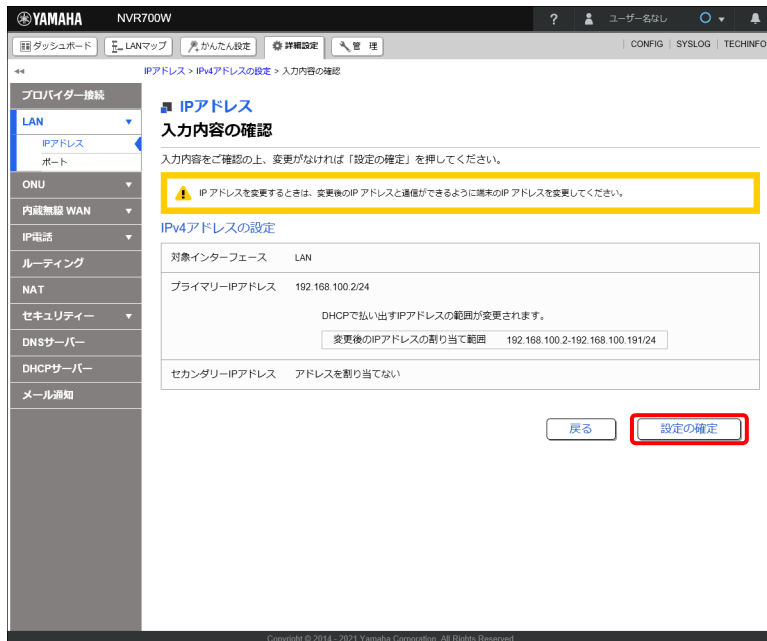 YAMAHA NVR700W ? ユーザー名なし
ダッシュボード LANマップ かんたん設定 詳細設定 管 理 CONFIG SYSLOG TECHINFO
IPアドレス > IPv4アドレスの設定 > 入力内容の確認
プロバイダー接続
LAN
IPアドレス
ポート
ONU
内蔵無線 WAN
IP電話
ルーティング
NAT
セキュリティー
DNSサーバー
DHCPサーバー
メール通知
IPアドレス
入力内容の確認
入力内容をご確認の上、変更がなければ「設定の確定」を押してください。
IP アドレスを変更するときは、変更後のIP アドレスと通信ができるように端末のIP アドレスを変更してください。
IPv4アドレスの設定
対象インターフェース LAN
プライマリーIPアドレス 192.168.100.2/24
DHCPで払い出すIPアドレスの範囲が変更されます。
変更後のIPアドレスの割り当て範囲 192.168.100.2-192.168.100.191/24
セカンダリーIPアドレス アドレスを割り当てない
戻る 設定の確定
Copyright © 2014 - 2021 Yamaha Corporation. All Rights Reserved.